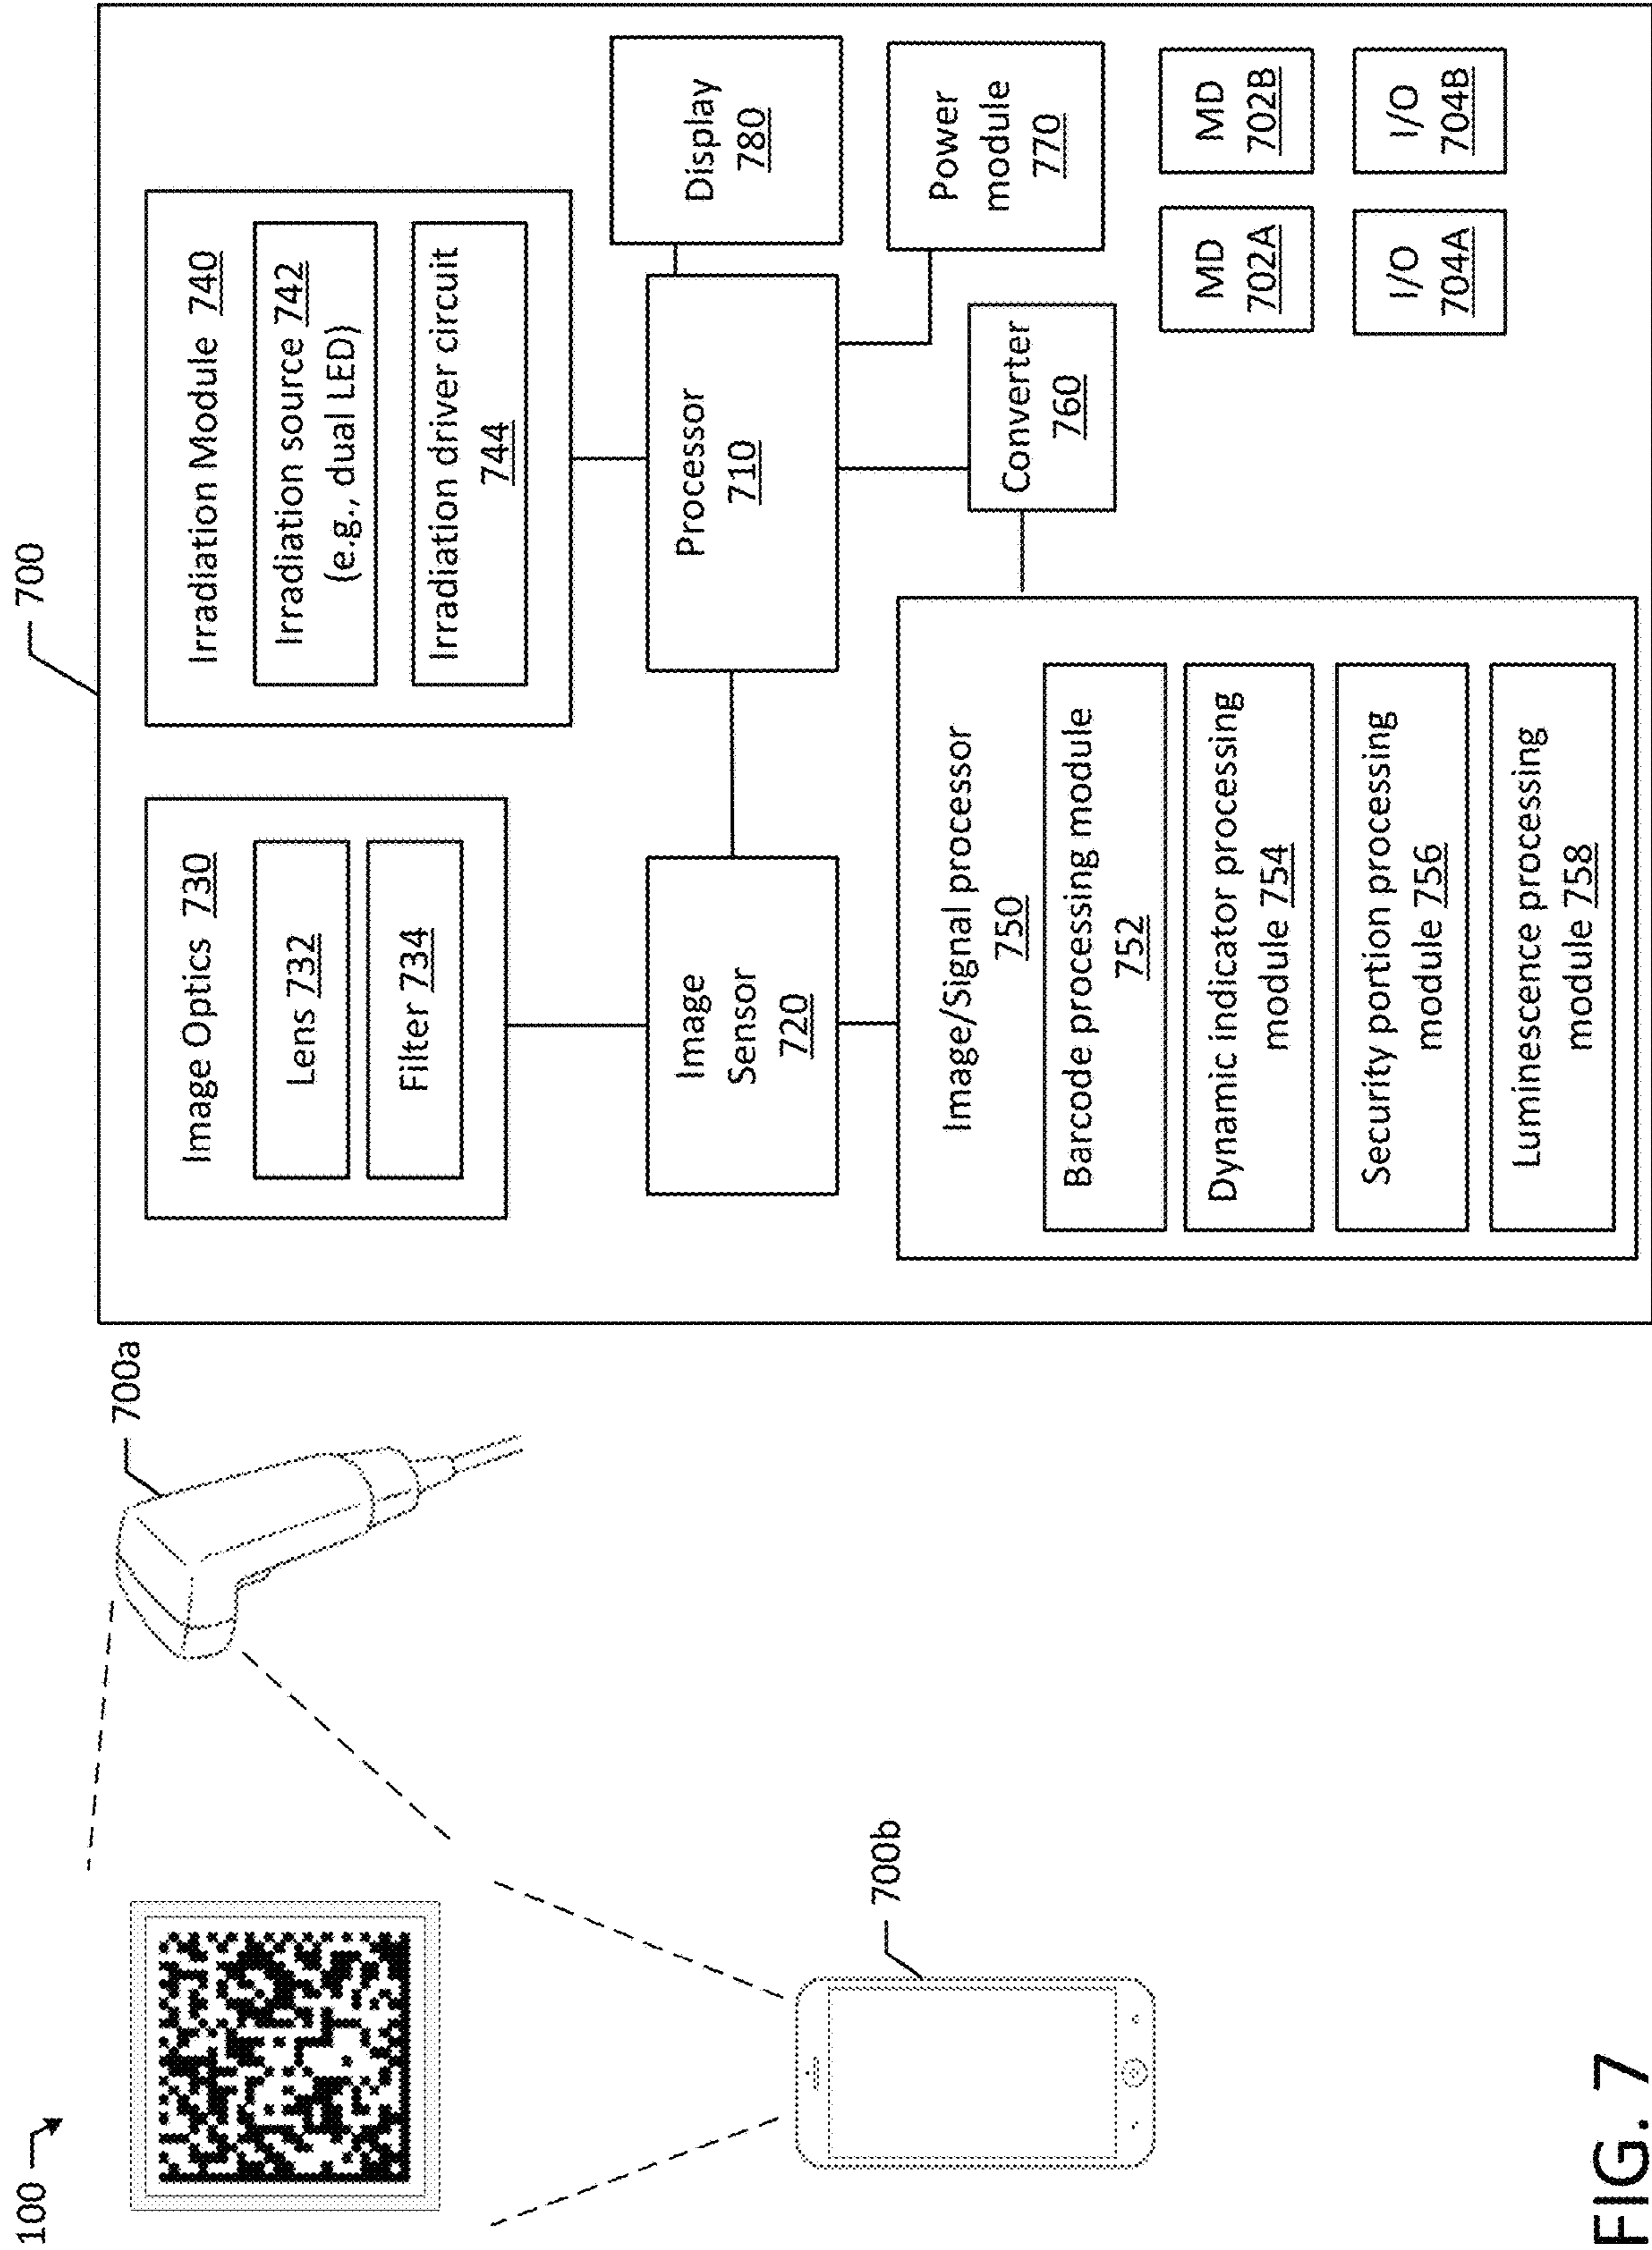 100
700a
700b
700
Image Optics 730
Lens 732
Filter 734
Irradiation Module 740
Irradiation source 742
(e.g., dual LED)
Irradiation driver circuit
744
Image
Sensor
720
Processor
710
Display
780
Image/Signal processor
750
Barcode processing module
752
Dynamic indicator processing
module 754
Security portion processing
module 756
Luminescence processing
module 758
Converter
760
Power
module
770
MD
702A
MD
702B
I/O
704A
I/O
704B
FIG. 7